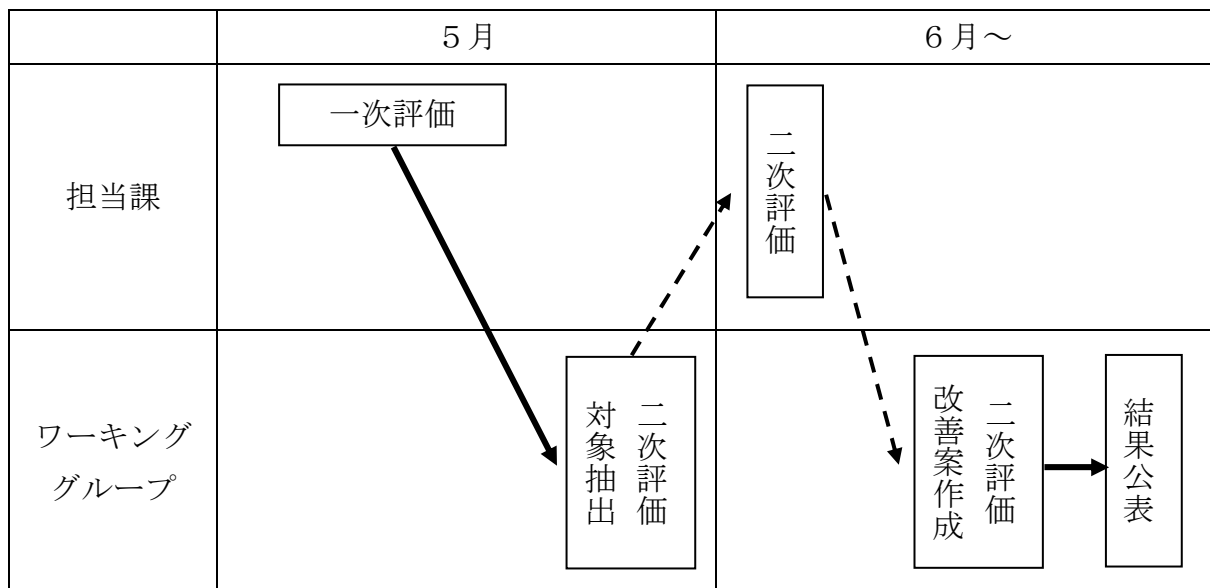 ５月
６月～
担当課
一次評価
二次評価
ワーキング
グループ
二次評価
対象抽出
二次評価
改善案作成
結果公表